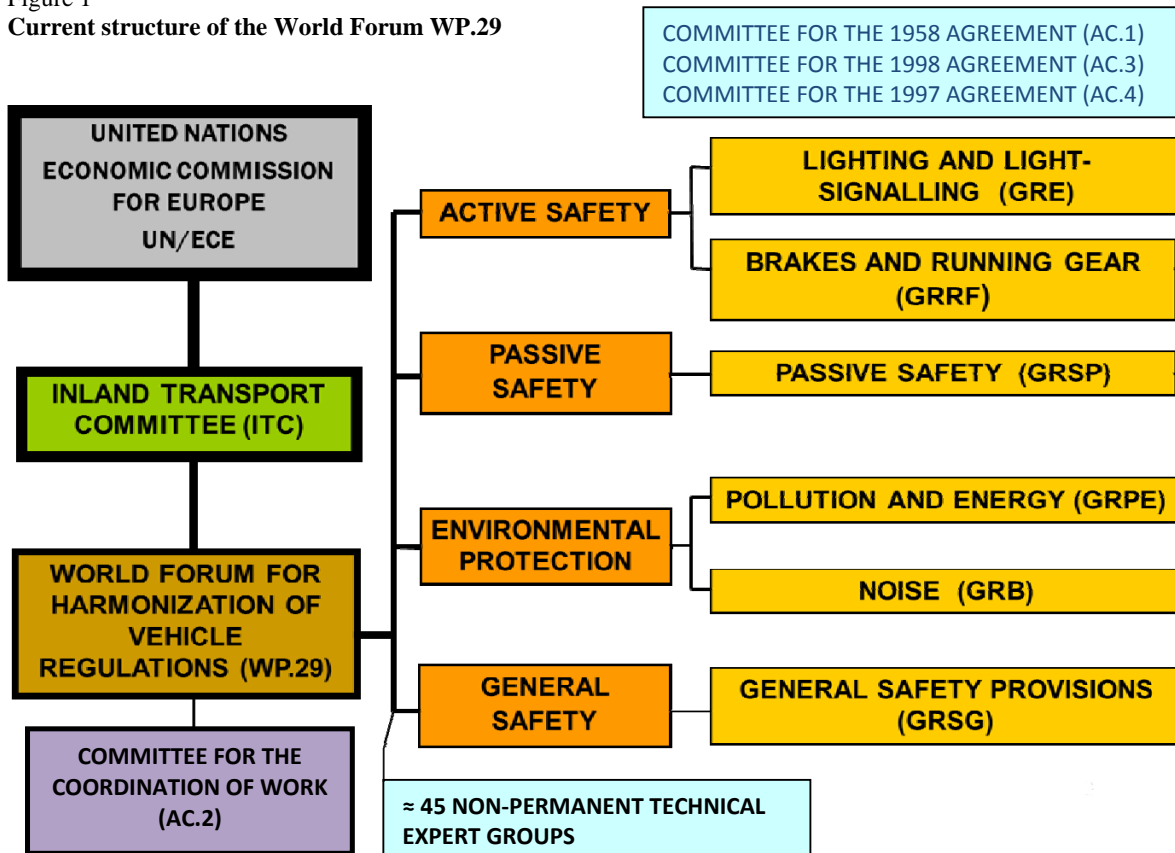 Figure 1
Current structure of the World Forum WP.29
COMMITTEE FOR THE 1958 AGREEMENT (AC.1)
COMMITTEE FOR THE 1998 AGREEMENT (AC.3)
COMMITTEE FOR THE 1997 AGREEMENT (AC.4)
UNITED NATIONS
ECONOMIC COMMISSION
FOR EUROPE
UN/ECE
INLAND TRANSPORT
COMMITTEE (ITC)
WORLD FORUM FOR
HARMONIZATION OF
VEHICLE
REGULATIONS (WP.29)
COMMITTEE FOR THE
COORDINATION OF WORK
(AC.2)
ACTIVE SAFETY
LIGHTING AND LIGHT-
SIGNALLING (GRE)
BRAKES AND RUNNING GEAR
(GRRF)
PASSIVE
SAFETY
PASSIVE SAFETY (GRSP)
ENVIRONMENTAL
PROTECTION
POLLUTION AND ENERGY (GRPE)
NOISE (GRB)
GENERAL
SAFETY
GENERAL SAFETY PROVISIONS
(GRSG)
≈ 45 NON-PERMANENT TECHNICAL
EXPERT GROUPS